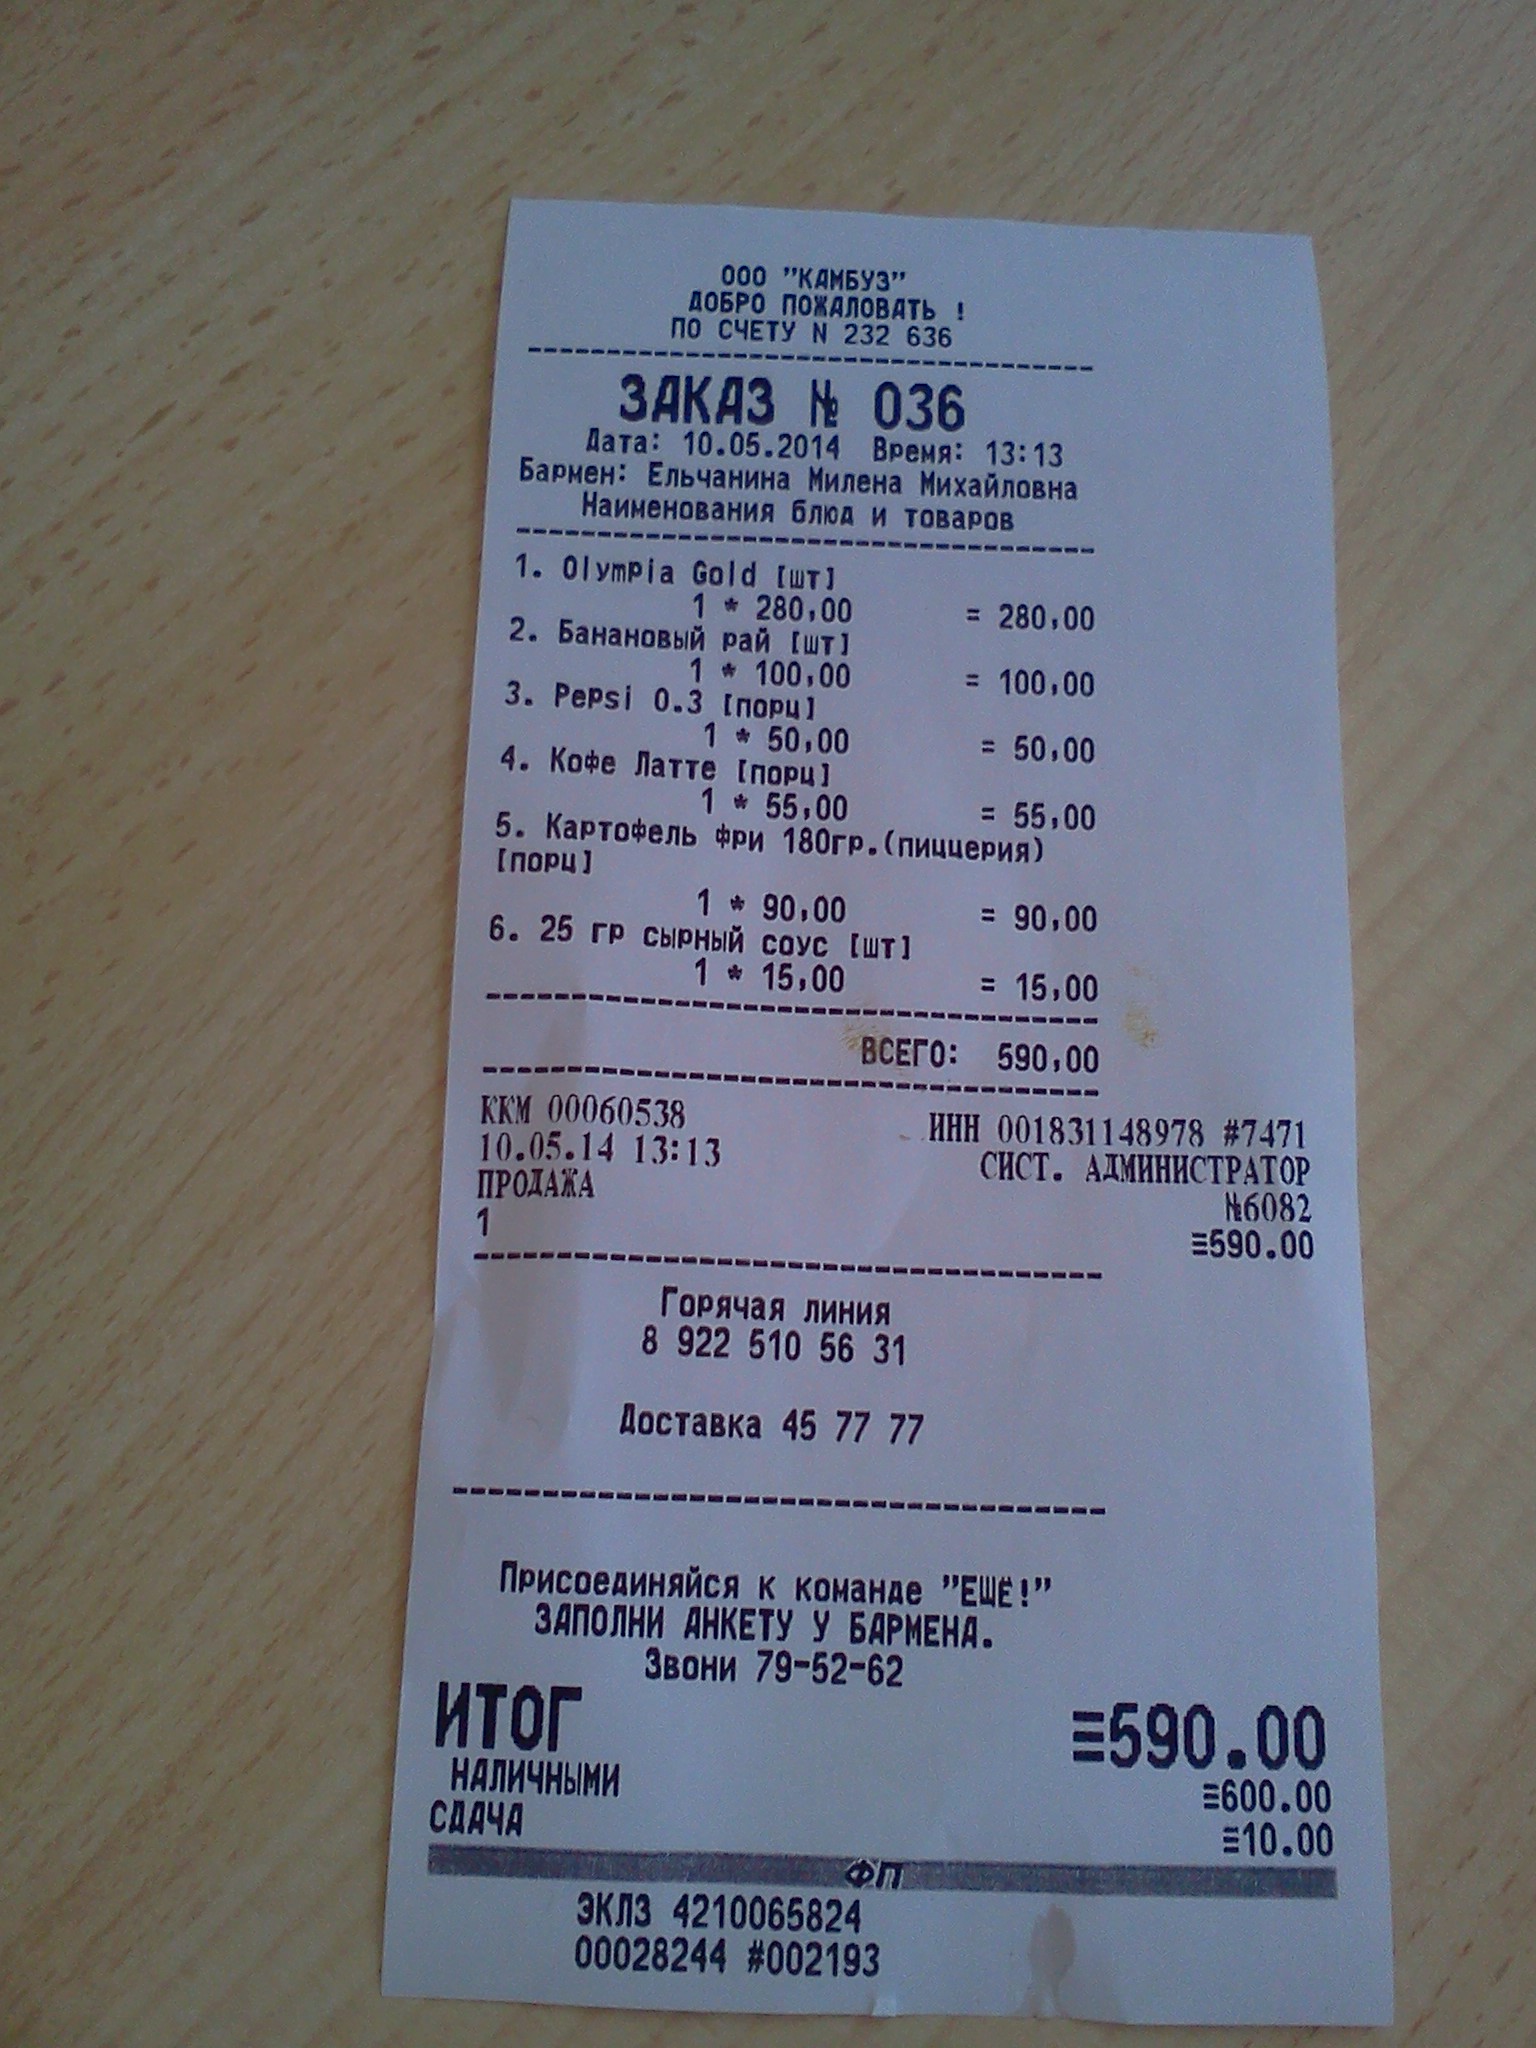 ООО "КАМБУЗ"
ДОБРО ПОЖАЛОВАТЬ !
ПО СЧЕТУ N 232 636
ЗАКАЗ № 036
Дата: 10.05.2014 Время: 13:13
Бармен: Ельчанина Милена Михайловна
Наименования блюд и товаров
1. Olympia Gold [шт]
1 * 280,00 = 280,00
2. Банановый рай [шт]
1 * 100,00 = 100,00
3. Pepsi 0.3 [порц]
1 * 50,00 = 50,00
4. Кофе Латте [порц]
1 * 55,00 = 55,00
5. Картофель фри 180гр.(пиццерия)
[порц]
1 * 90,00 = 90,00
6. 25 гр сырный соус [шт]
1 * 15,00 = 15,00
ВСЕГО: 590,00
ККМ 00060538 ИНН 001831148978 #7471
10.05.14 13:13 СИСТ. АДМИНИСТРАТОР
ПРОДАЖА №6082
1 ≡590.00
Горячая линия
8 922 510 56 31
Доставка 45 77 77
Присоединяйся к команде "ЕЩЁ!"
ЗАПОЛНИ АНКЕТУ У БАРМЕНА.
Звони 79-52-62
ИТОГ ≡590.00
НАЛИЧНЫМИ ≡600.00
СДАЧА ≡10.00
ФП
ЭКЛЗ 4210065824
00028244 #002193